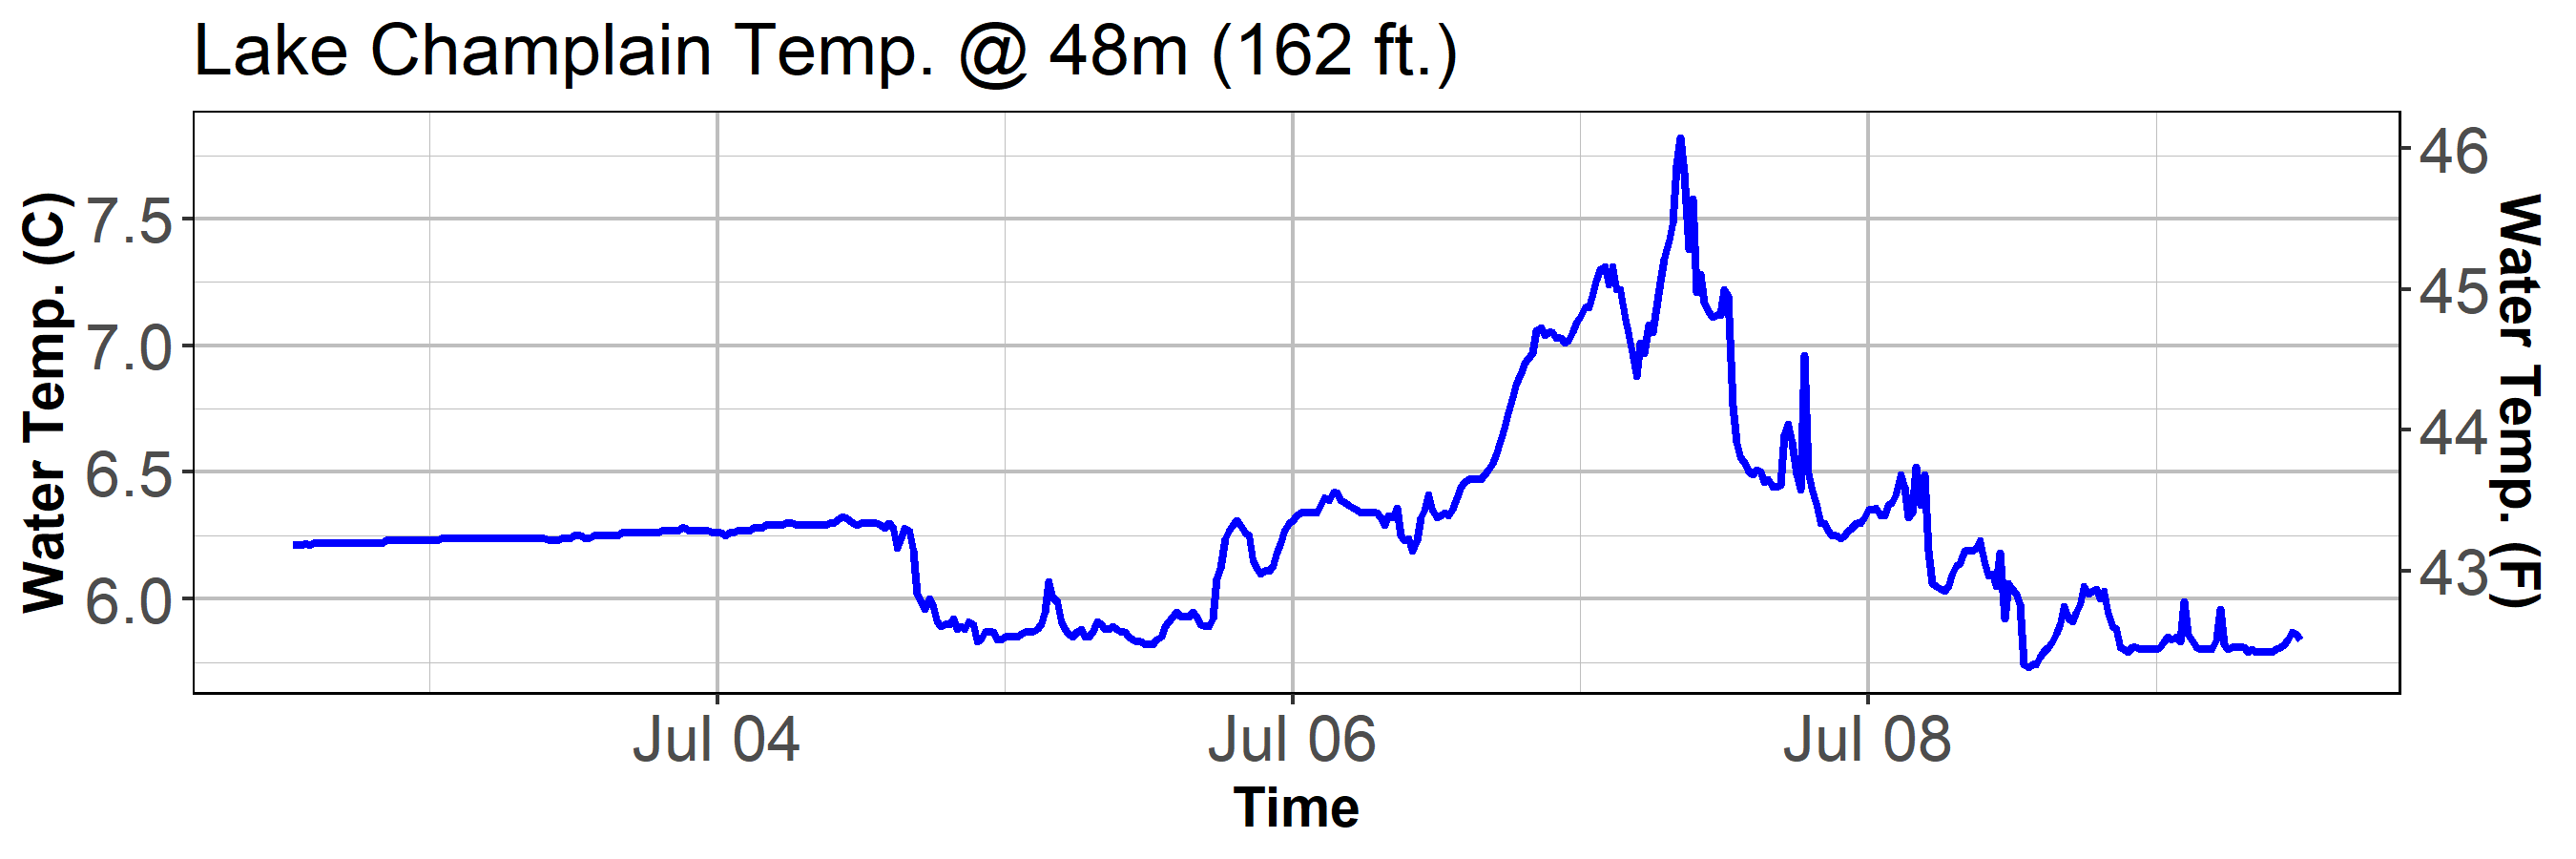 Lake Champlain Temp. @ 48m (162 ft.)
Water Temp. (C)
7.5
7.0
6.5
6.0
46
45
44
43
Water Temp. (F)
Jul 04 Jul 06 Jul 08
Time